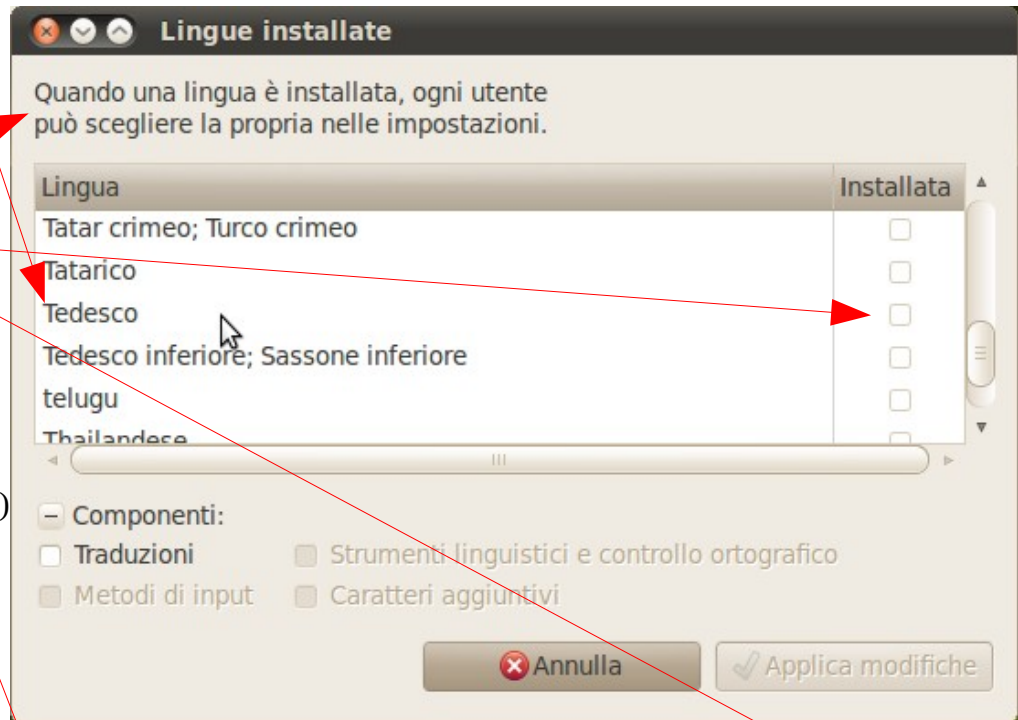 Lingue installate
Quando una lingua è installata, ogni utente
può scegliere la propria nelle impostazioni.
Lingua Installata
Tatar crimeo; Turco crimeo
Tatarico
Tedesco
Tedesco inferiore; Sassone inferiore
telugu
Thailandese
)
Componenti:
Traduzioni Strumenti linguistici e controllo ortografico
Metodi di input Caratteri aggiuntivi
Annulla Applica modifiche